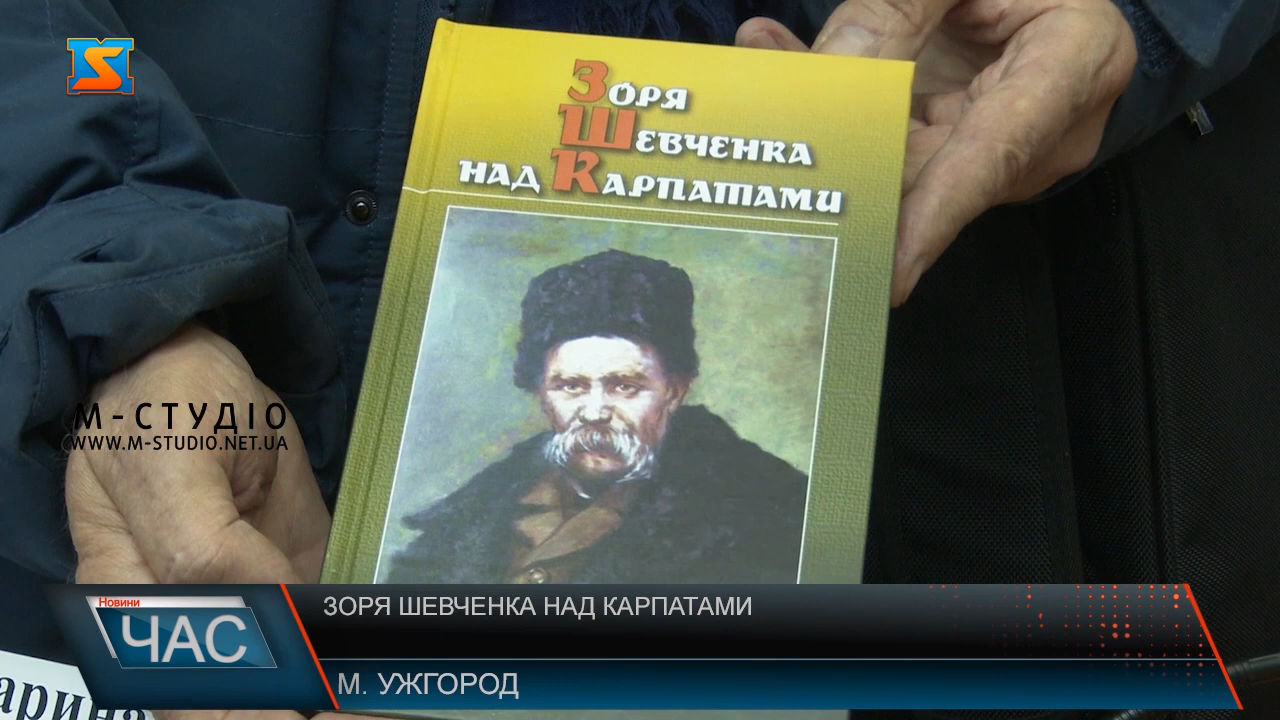 Зоря
Шевченка
над Карпатами
М-СТУДІО
WWW.M-STUDIO.NET.UA
Новини
ЧАС
ЗОРЯ ШЕВЧЕНКА НАД КАРПАТАМИ
М. УЖГОРОД